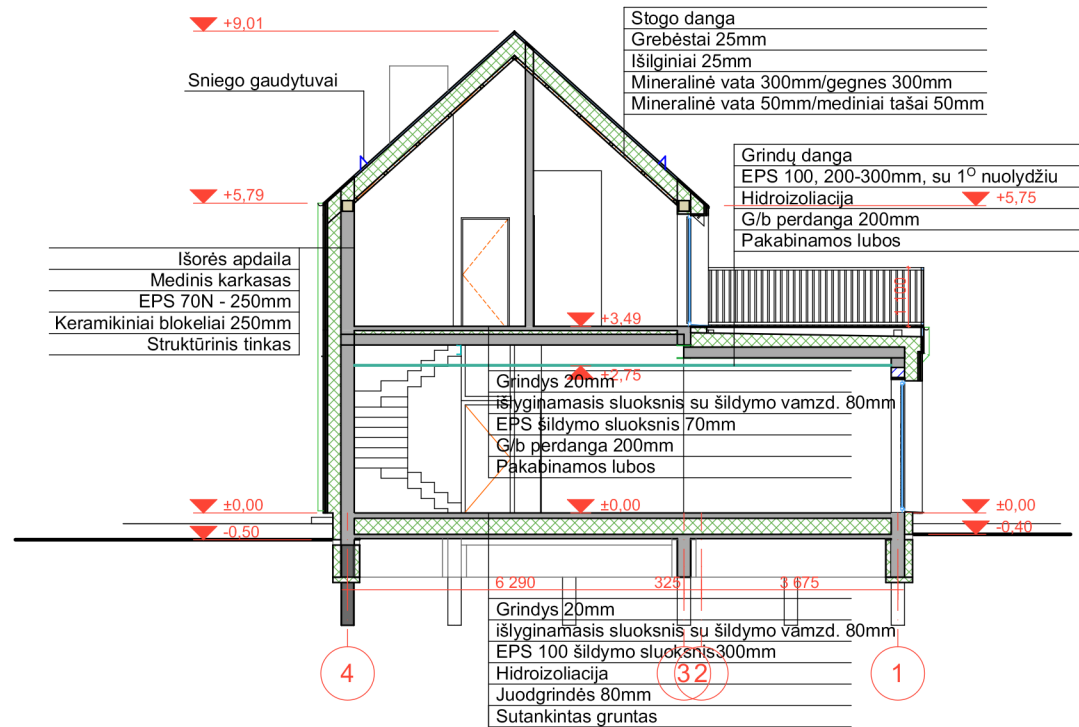 +9,01
Stogo danga
Grebėstai 25mm
Išilginiai 25mm
Mineralinė vata 300mm/gegnes 300mm
Mineralinė vata 50mm/mediniai tašai 50mm
Sniego gaudytuvai
Grindų danga
EPS 100, 200-300mm, su 1° nuolydžiu
Hidroizoliacija
G/b perdanga 200mm
Pakabinamos lubos
+5,79
+5,75
Išorės apdaila
Medinis karkasas
EPS 70N - 250mm
Keramikiniai blokeliai 250mm
Struktūrinis tinkas
+3,49
+2,75
Grindys 20mm
išlyginamasis sluoksnis su šildymo vamzd. 80mm
EPS šildymo sluoksnis 70mm
G/b perdanga 200mm
Pakabinamos lubos
±0,00
±0,00
±0,00
-0.50
-0,40
6 290
325
3 675
Grindys 20mm
išlyginamasis sluoksnis su šildymo vamzd. 80mm
EPS 100 šildymo sluoksnis300mm
Hidroizoliacija
Juodgrindės 80mm
Sutankintas gruntas
4
3
2
1